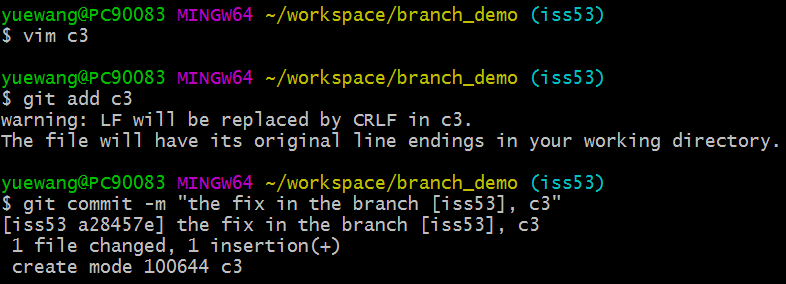 yuewang@PC90083 MINGW64 ~/workspace/branch_demo (iss53)
$ vim c3
yuewang@PC90083 MINGW64 ~/workspace/branch_demo (iss53)
$ git add c3
warning: LF will be replaced by CRLF in c3.
The file will have its original line endings in your working directory.
yuewang@PC90083 MINGW64 ~/workspace/branch_demo (iss53)
$ git commit -m "the fix in the branch [iss53], c3"
[iss53 a28457e] the fix in the branch [iss53], c3
 1 file changed, 1 insertion(+)
 create mode 100644 c3